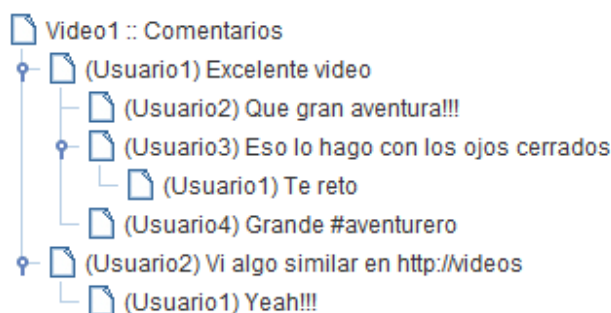 Video1 :: Comentarios
(Usuario1) Excelente video
(Usuario2) Que gran aventura!!!
(Usuario3) Eso lo hago con los ojos cerrados
(Usuario1) Te reto
(Usuario4) Grande #aventurero
(Usuario2) Vi algo similar en http://videos
(Usuario1) Yeah!!!